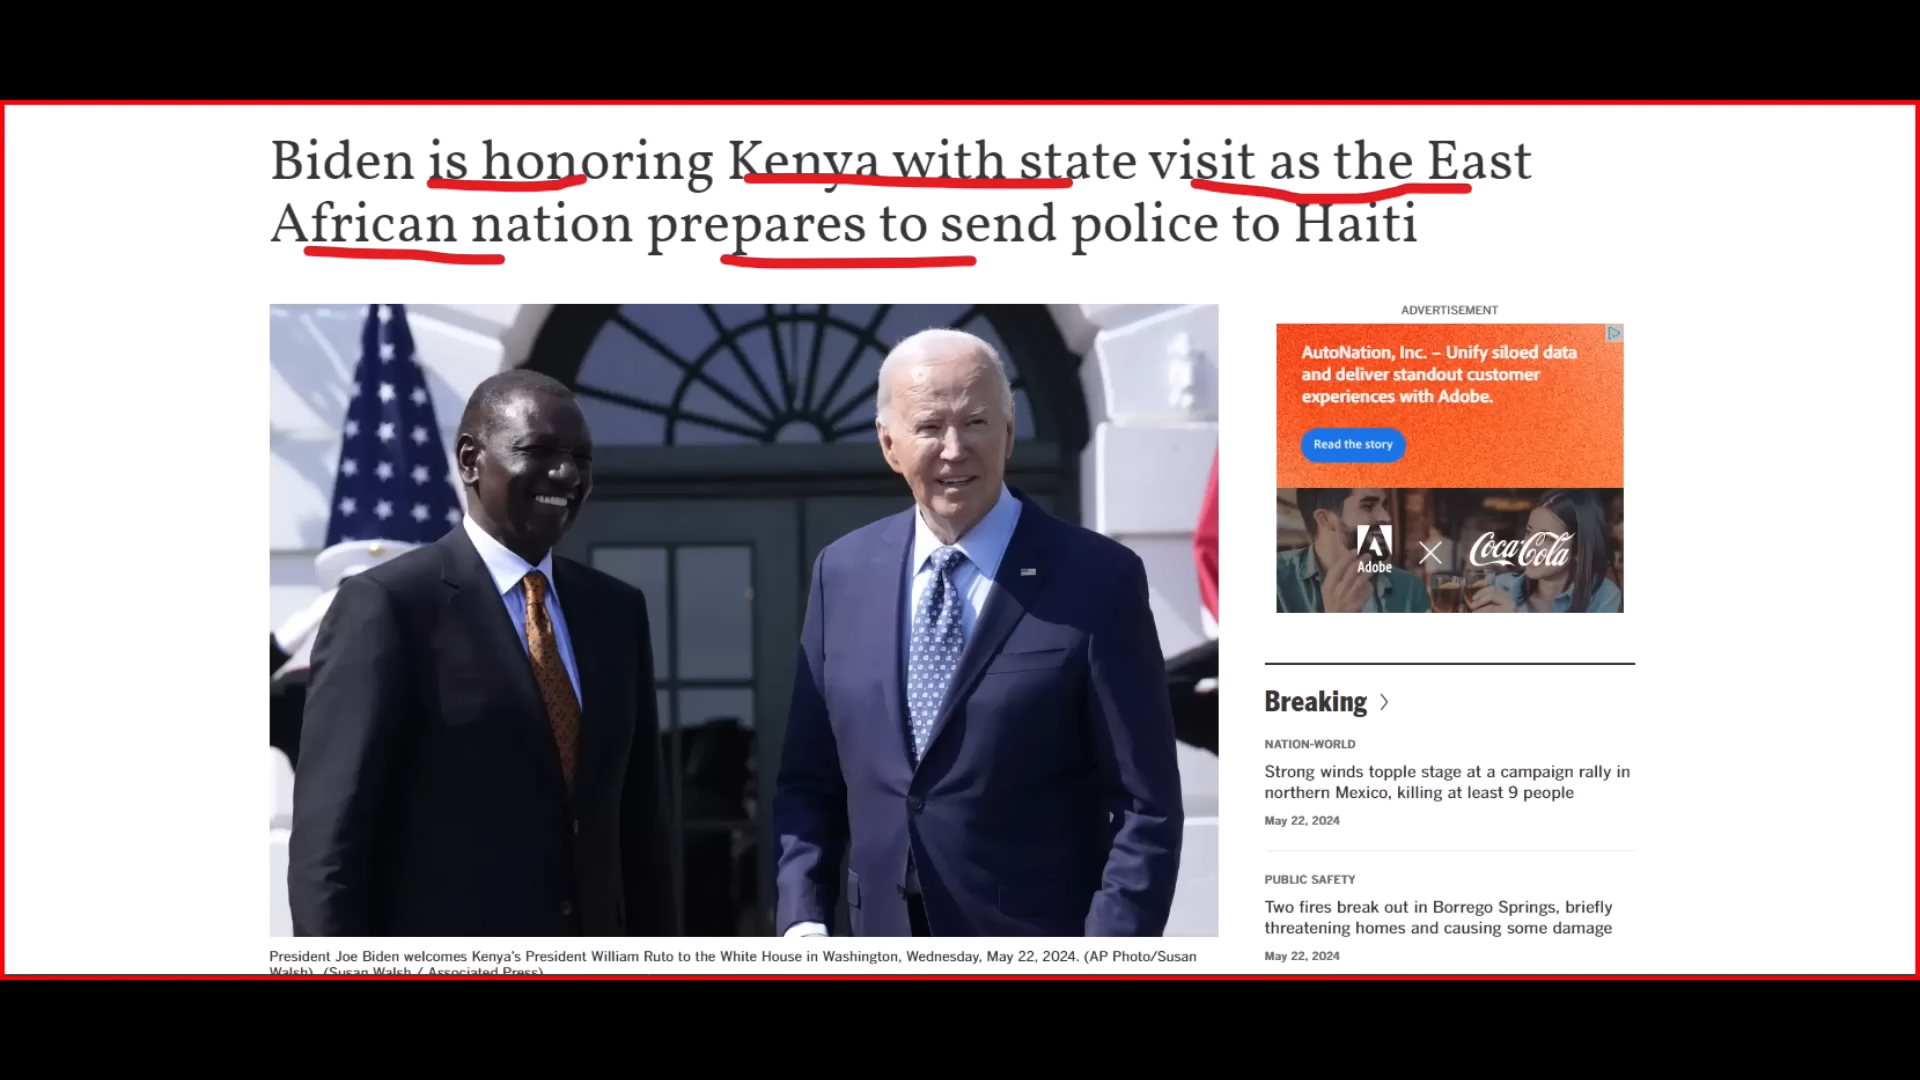 Biden is honoring Kenya with state visit as the East
African nation prepares to send police to Haiti
ADVERTISEMENT
AutoNation, Inc. – Unify siloed data
and deliver standout customer
experiences with Adobe.
Read the story
Adobe
Coca-Cola
Breaking
NATION-WORLD
Strong winds topple stage at a campaign rally in
northern Mexico, killing at least 9 people
May 22, 2024
PUBLIC SAFETY
Two fires break out in Borrego Springs, briefly
threatening homes and causing some damage
May 22, 2024
President Joe Biden welcomes Kenya's President William Ruto to the White House in Washington, Wednesday, May 22, 2024. (AP Photo/Susan
Walsh) (Susan Walsh / Associated Press)